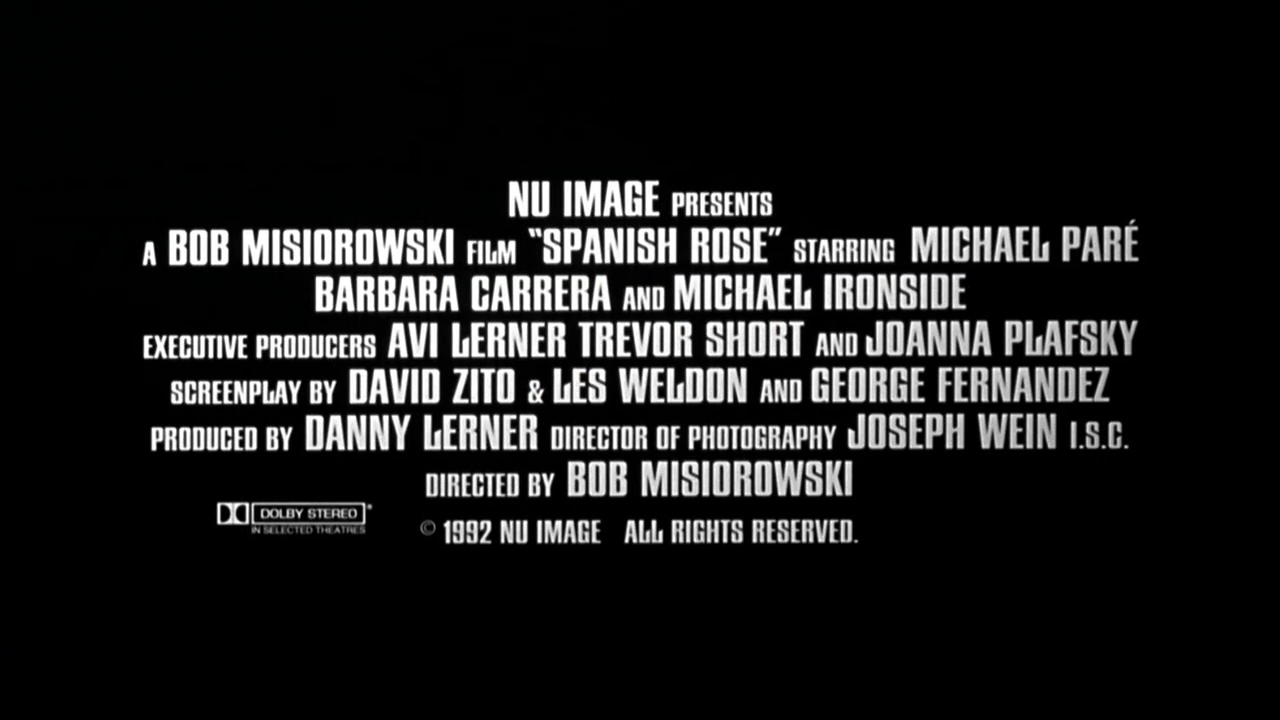 NU IMAGE PRESENTS
A BOB MISIOROWSKI FILM "SPANISH ROSE" STARRING MICHAEL PARÉ
BARBARA CARRERA AND MICHAEL IRONSIDE
EXECUTIVE PRODUCERS AVI LERNER TREVOR SHORT AND JOANNA PLAFSKY
SCREENPLAY BY DAVID ZITO & LES WELDON AND GEORGE FERNANDEZ
PRODUCED BY DANNY LERNER DIRECTOR OF PHOTOGRAPHY JOSEPH WEIN I.S.C.
DIRECTED BY BOB MISIOROWSKI
DOLBY STEREO®
IN SELECTED THEATRES
© 1992 NU IMAGE ALL RIGHTS RESERVED.